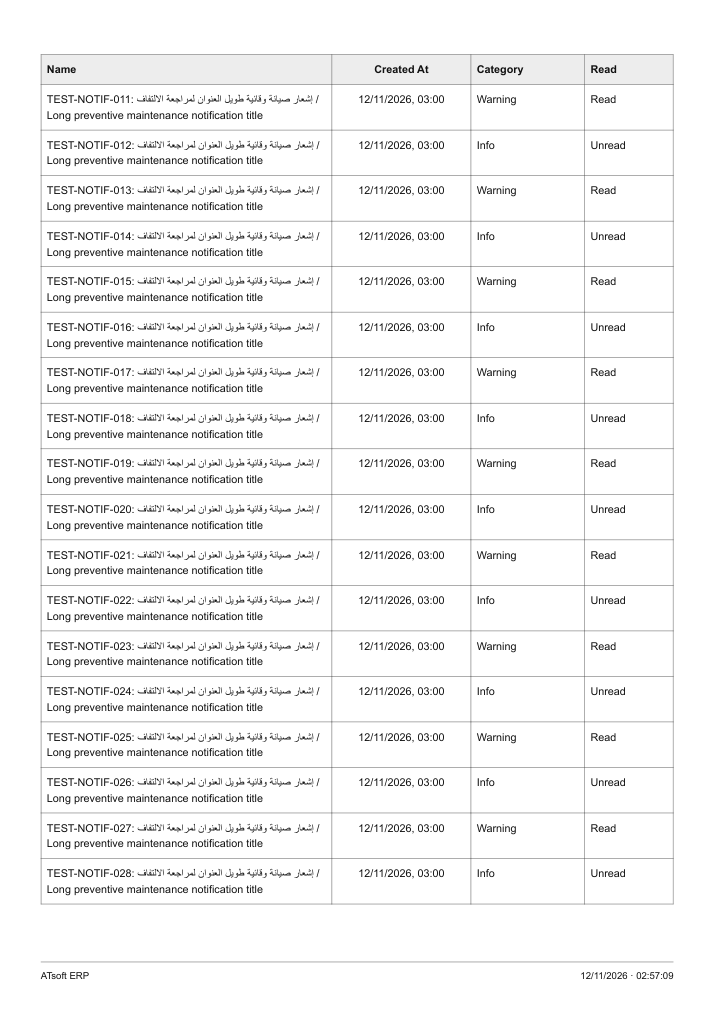 Name Created At Category Read
TEST-NOTIF-011: إشعار صيانة وقائية طويل العنوان لمراجعة الالتفاف / 12/11/2026, 03:00 Warning Read
Long preventive maintenance notification title
TEST-NOTIF-012: إشعار صيانة وقائية طويل العنوان لمراجعة الالتفاف / 12/11/2026, 03:00 Info Unread
Long preventive maintenance notification title
TEST-NOTIF-013: إشعار صيانة وقائية طويل العنوان لمراجعة الالتفاف / 12/11/2026, 03:00 Warning Read
Long preventive maintenance notification title
TEST-NOTIF-014: إشعار صيانة وقائية طويل العنوان لمراجعة الالتفاف / 12/11/2026, 03:00 Info Unread
Long preventive maintenance notification title
TEST-NOTIF-015: إشعار صيانة وقائية طويل العنوان لمراجعة الالتفاف / 12/11/2026, 03:00 Warning Read
Long preventive maintenance notification title
TEST-NOTIF-016: إشعار صيانة وقائية طويل العنوان لمراجعة الالتفاف / 12/11/2026, 03:00 Info Unread
Long preventive maintenance notification title
TEST-NOTIF-017: إشعار صيانة وقائية طويل العنوان لمراجعة الالتفاف / 12/11/2026, 03:00 Warning Read
Long preventive maintenance notification title
TEST-NOTIF-018: إشعار صيانة وقائية طويل العنوان لمراجعة الالتفاف / 12/11/2026, 03:00 Info Unread
Long preventive maintenance notification title
TEST-NOTIF-019: إشعار صيانة وقائية طويل العنوان لمراجعة الالتفاف / 12/11/2026, 03:00 Warning Read
Long preventive maintenance notification title
TEST-NOTIF-020: إشعار صيانة وقائية طويل العنوان لمراجعة الالتفاف / 12/11/2026, 03:00 Info Unread
Long preventive maintenance notification title
TEST-NOTIF-021: إشعار صيانة وقائية طويل العنوان لمراجعة الالتفاف / 12/11/2026, 03:00 Warning Read
Long preventive maintenance notification title
TEST-NOTIF-022: إشعار صيانة وقائية طويل العنوان لمراجعة الالتفاف / 12/11/2026, 03:00 Info Unread
Long preventive maintenance notification title
TEST-NOTIF-023: إشعار صيانة وقائية طويل العنوان لمراجعة الالتفاف / 12/11/2026, 03:00 Warning Read
Long preventive maintenance notification title
TEST-NOTIF-024: إشعار صيانة وقائية طويل العنوان لمراجعة الالتفاف / 12/11/2026, 03:00 Info Unread
Long preventive maintenance notification title
TEST-NOTIF-025: إشعار صيانة وقائية طويل العنوان لمراجعة الالتفاف / 12/11/2026, 03:00 Warning Read
Long preventive maintenance notification title
TEST-NOTIF-026: إشعار صيانة وقائية طويل العنوان لمراجعة الالتفاف / 12/11/2026, 03:00 Info Unread
Long preventive maintenance notification title
TEST-NOTIF-027: إشعار صيانة وقائية طويل العنوان لمراجعة الالتفاف / 12/11/2026, 03:00 Warning Read
Long preventive maintenance notification title
TEST-NOTIF-028: إشعار صيانة وقائية طويل العنوان لمراجعة الالتفاف / 12/11/2026, 03:00 Info Unread
Long preventive maintenance notification title
ATsoft ERP 12/11/2026 · 02:57:09